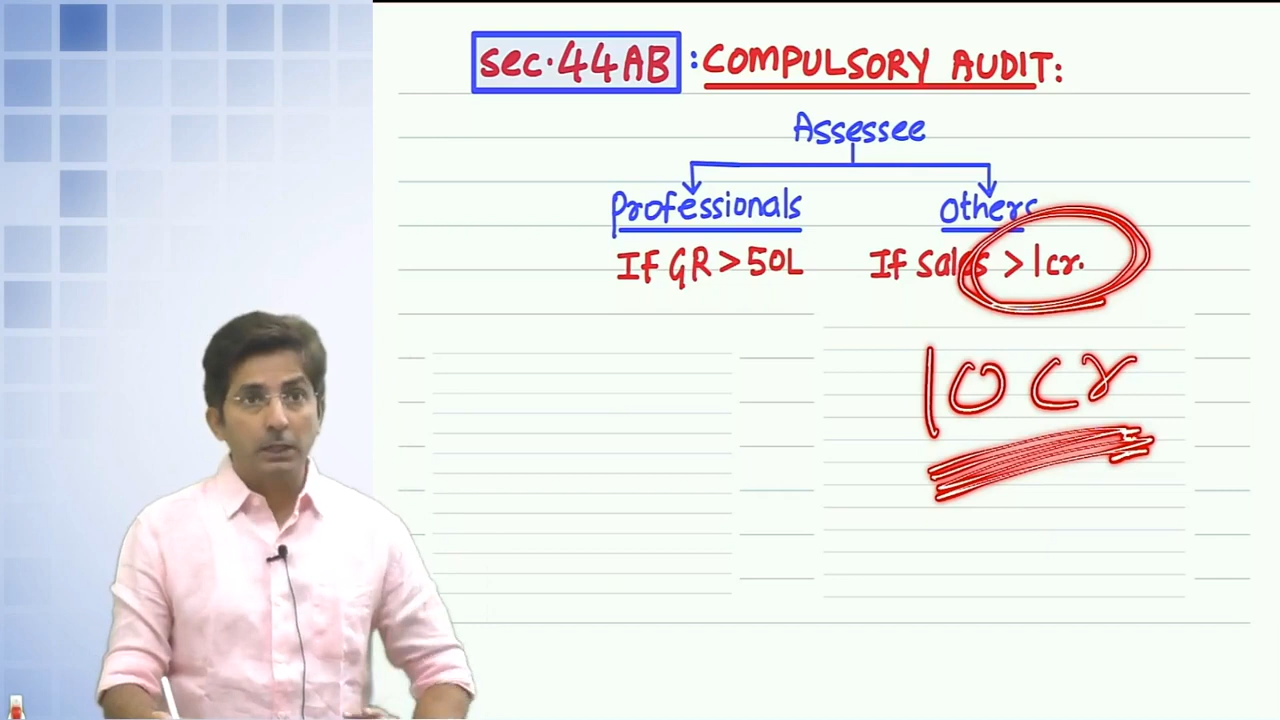 Sec. 44AB : COMPULSORY AUDIT:
Assessee
Professionals Others
If GR > 50L If Sales > 1cr.
10 cr